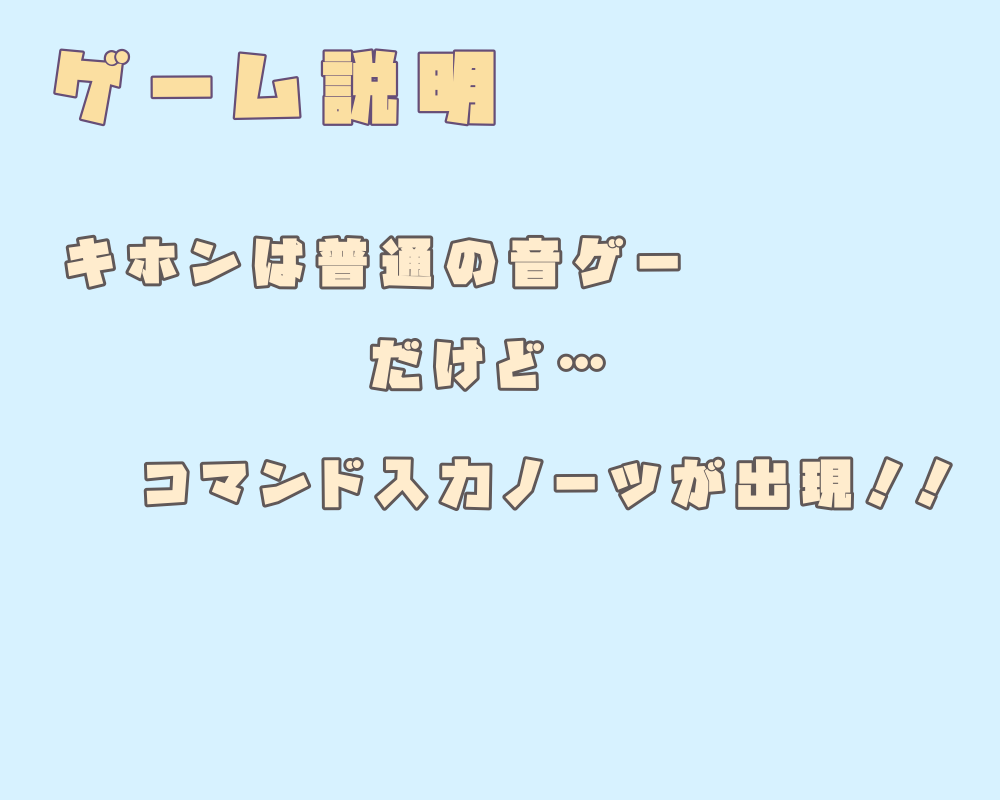 ゲーム説明
キホンは普通の音ゲー
だけど…
コマンド入力ノーツが出現！！